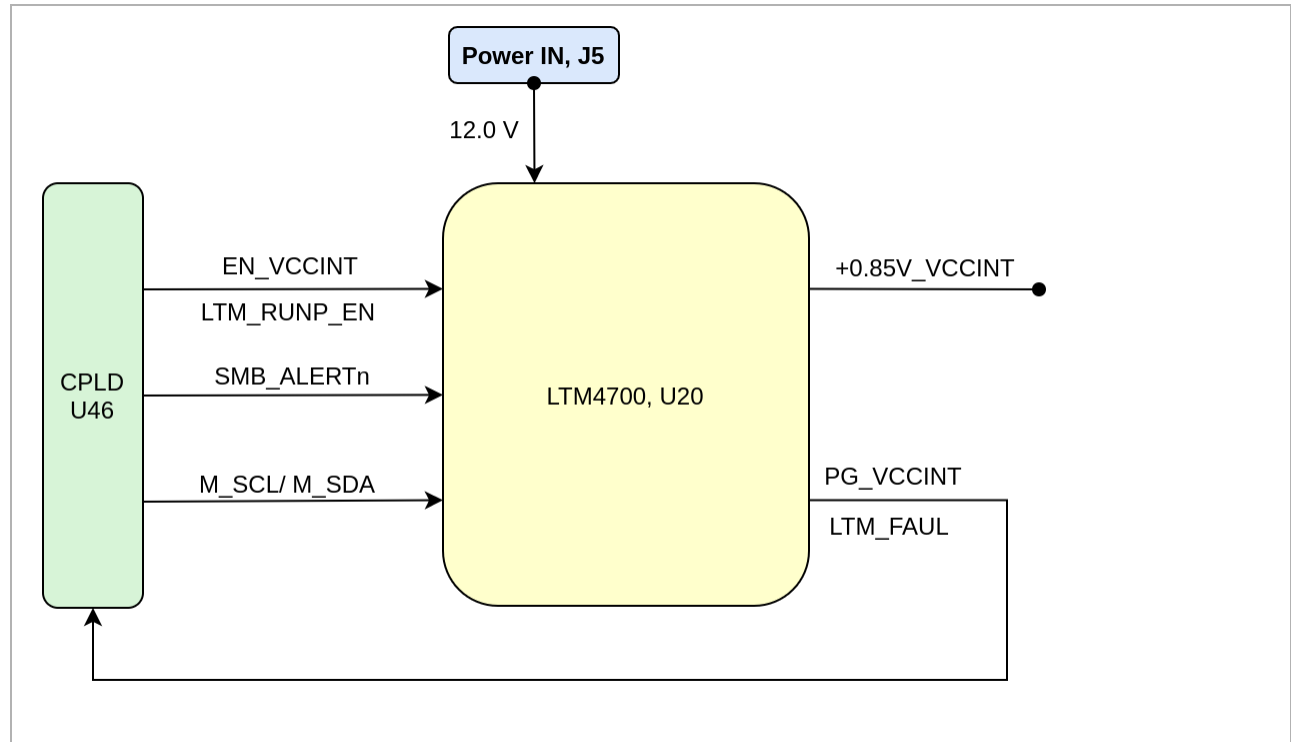 Power IN, J5
12.0 V
EN_VCCINT
LTM_RUNP_EN
SMB_ALERTn
M_SCL/ M_SDA
CPLD
U46
LTM4700, U20
+0.85V_VCCINT
PG_VCCINT
LTM_FAUL